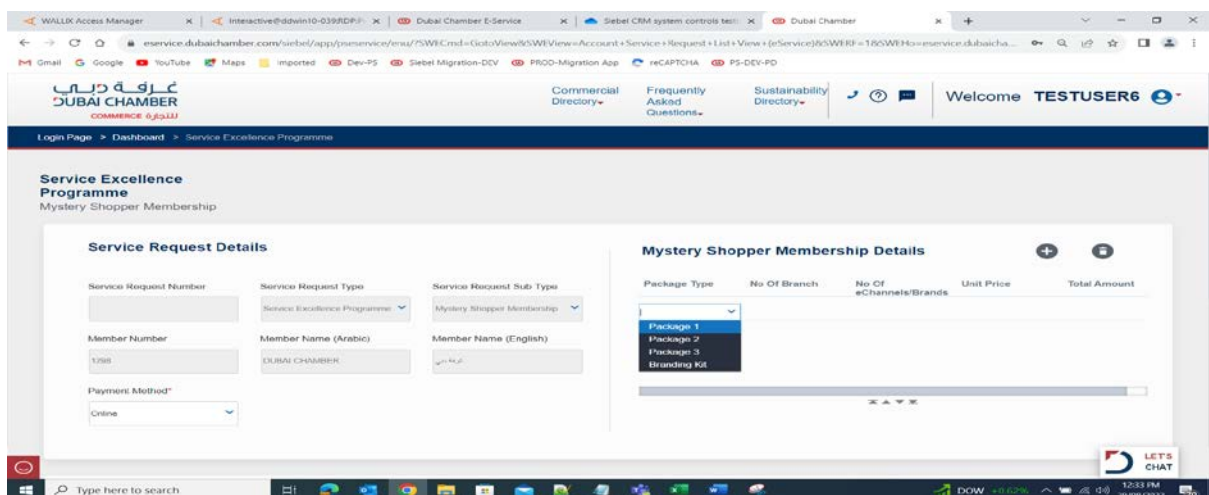 WALLIX Access Manager
Interactive@ddwin10-039:RDP:
Dubai Chamber E-Service
Siebel CRM system controls test
Dubai Chamber
eservice.dubaichamber.com/siebel/app/pseservice/enu/?SWECmd=GotoView&SWEView=Account+Service+Request+List+View+(eService)&SWERF=1&SWEHo=eservice.dubaicha...
Gmail Google YouTube Maps Imported Dev-PS Siebel Migration-DEV PROD-Migration App reCAPTCHA PS-DEV-PD
غرفة دبي
DUBAI CHAMBER
COMMERCE للتجارة
Commercial Directory
Frequently Asked Questions
Sustainability Directory
Welcome TESTUSER6
Login Page > Dashboard > Service Excellence Programme
Service Excellence
Programme
Mystery Shopper Membership
Service Request Details
Service Request Number Service Request Type Service Request Sub Type
Service Excellence Programme Mystery Shopper Membership
Member Number Member Name (Arabic) Member Name (English)
DUBAI CHAMBER
Payment Method*
Online
Mystery Shopper Membership Details
Package Type No Of Branch No Of eChannels/Brands Unit Price Total Amount
Package 1
Package 2
Package 3
Branding Kit
LET'S
CHAT
Type here to search
DOW +0.62%
12:33 PM